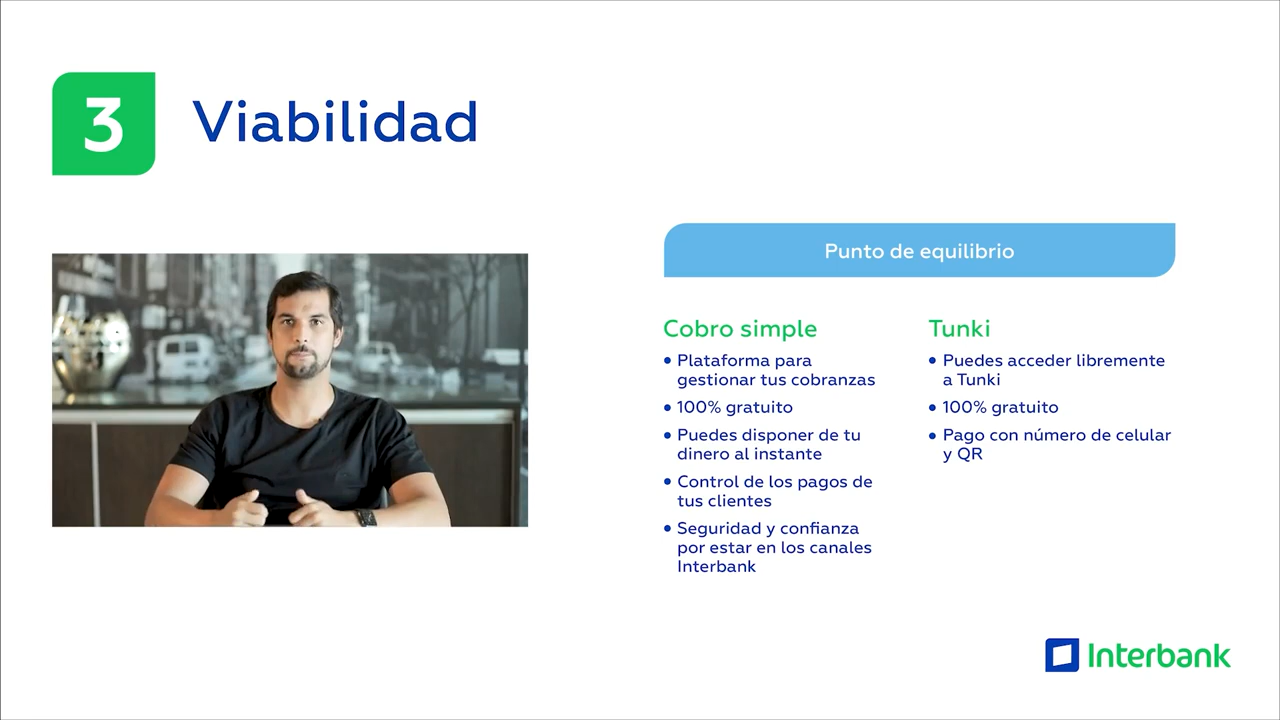 3
Viabilidad
Punto de equilibrio
Cobro simple
• Plataforma para
gestionar tus cobranzas
• 100% gratuito
• Puedes disponer de tu
dinero al instante
• Control de los pagos de
tus clientes
• Seguridad y confianza
por estar en los canales
Interbank
Tunki
• Puedes acceder libremente
a Tunki
• 100% gratuito
• Pago con número de celular
y QR
Interbank